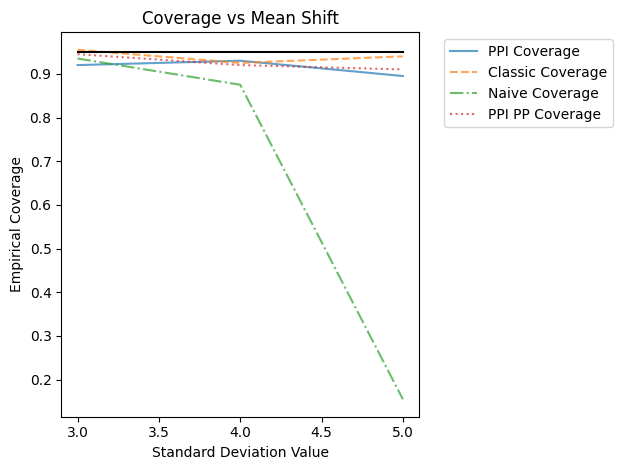 Coverage vs Mean Shift
Empirical Coverage
0.9
0.8
0.7
0.6
0.5
0.4
0.3
0.2
3.0 3.5 4.0 4.5 5.0
Standard Deviation Value
PPI Coverage
Classic Coverage
Naive Coverage
PPI PP Coverage